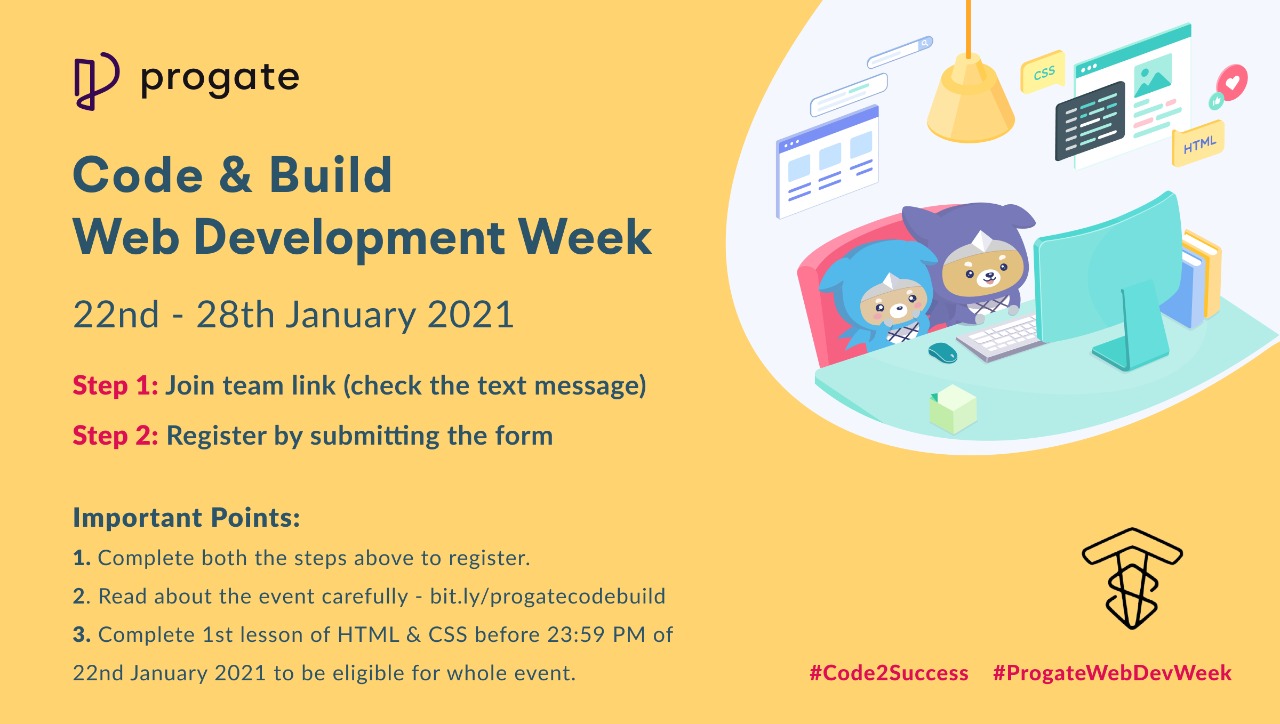 progate
Code & Build
Web Development Week
22nd - 28th January 2021
Step 1: Join team link (check the text message)
Step 2: Register by submitting the form
Important Points:
1. Complete both the steps above to register.
2. Read about the event carefully - bit.ly/progatecodebuild
3. Complete 1st lesson of HTML & CSS before 23:59 PM of
22nd January 2021 to be eligible for whole event.
CSS
HTML
#Code2Success #ProgateWebDevWeek